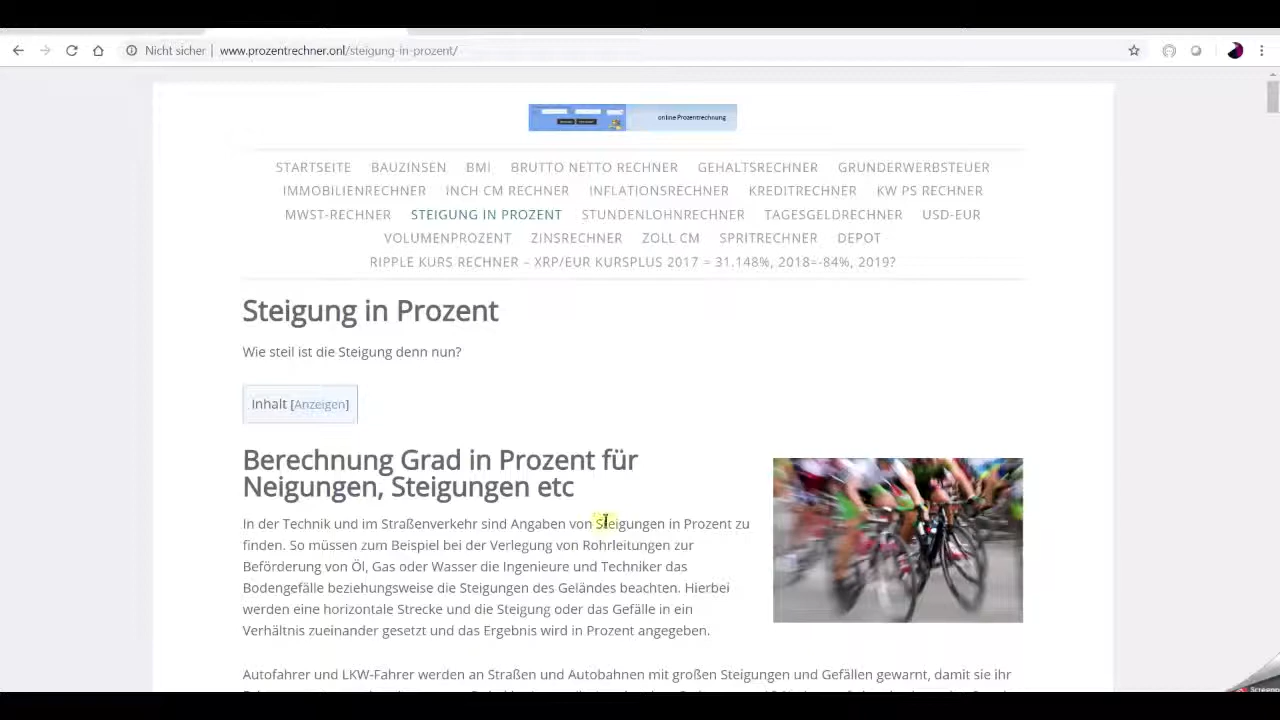 Nicht sicher | www.prozentrechner.onl/steigung-in-prozent/
online Prozentrechnung
STARTSEITE BAUZINSEN BMI BRUTTO NETTO RECHNER GEHALTSRECHNER GRUNDERWERBSTEUER
IMMOBILIENRECHNER INCH CM RECHNER INFLATIONSRECHNER KREDITRECHNER KW PS RECHNER
MWST-RECHNER STEIGUNG IN PROZENT STUNDENLOHNRECHNER TAGESGELDRECHNER USD-EUR
VOLUMENPROZENT ZINSRECHNER ZOLL CM SPRITRECHNER DEPOT
RIPPLE KURS RECHNER – XRP/EUR KURSPLUS 2017 = 31.148%, 2018=-84%, 2019?
Steigung in Prozent
Wie steil ist die Steigung denn nun?
Inhalt [Anzeigen]
Berechnung Grad in Prozent für
Neigungen, Steigungen etc
In der Technik und im Straßenverkehr sind Angaben von Steigungen in Prozent zu
finden. So müssen zum Beispiel bei der Verlegung von Rohrleitungen zur
Beförderung von Öl, Gas oder Wasser die Ingenieure und Techniker das
Bodengefälle beziehungsweise die Steigungen des Geländes beachten. Hierbei
werden eine horizontale Strecke und die Steigung oder das Gefälle in ein
Verhältnis zueinander gesetzt und das Ergebnis wird in Prozent angegeben.
Autofahrer und LKW-Fahrer werden an Straßen und Autobahnen mit großen Steigungen und Gefällen gewarnt, damit sie ihr